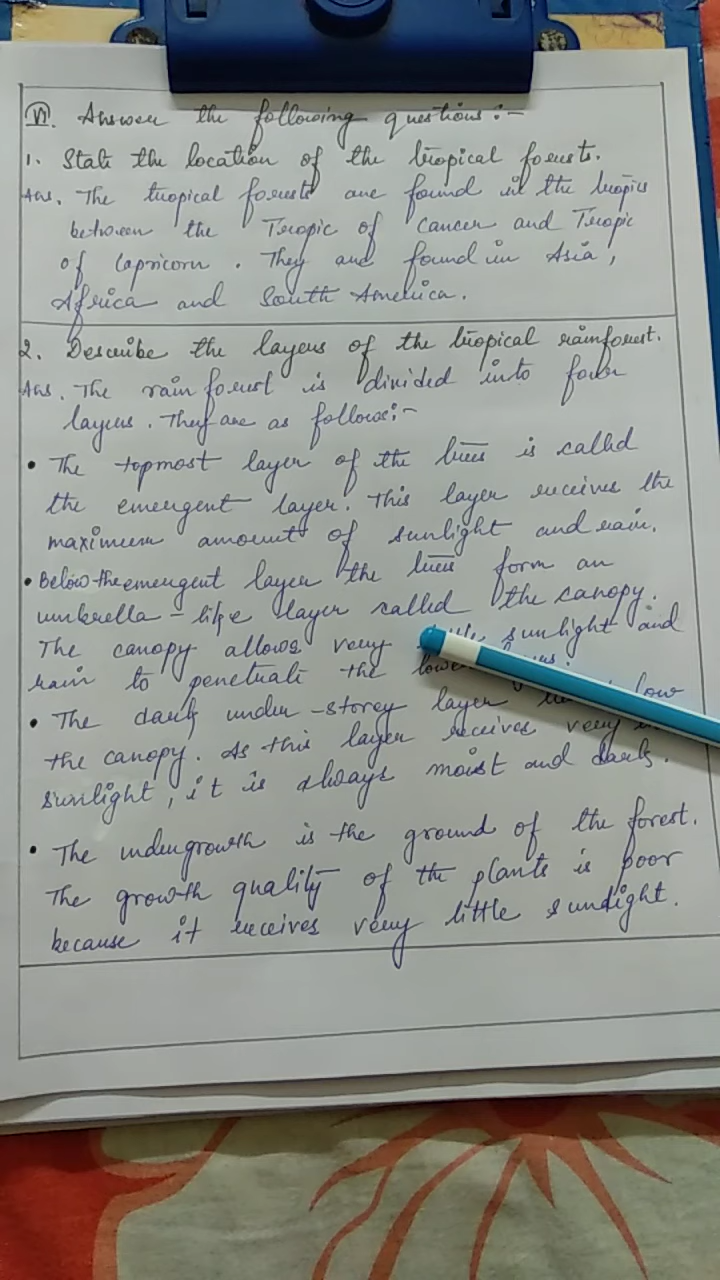 VI. Answer the following questions:-
1. State the location of the tropical forests.
Ans. The tropical forests are found in the tropics
between the Tropic of Cancer and Tropic
of Capricorn. They are found in Asia,
Africa and South America.
2. Describe the layers of the tropical rainforest.
Ans. The rain forest is divided into four
layers. They are as follows:-
• The topmost layer of the trees is called
the emergent layer. This layer receives the
maximum amount of sunlight and rain.
• Below the emergent layer the trees form an
umbrella-like layer called the canopy.
The canopy allows very sunlight and
rain to penetrate the
• The dark under-storey layer
the canopy. As this layer receives very
sunlight, it is always moist and dark.
• The undergrowth is the ground of the forest.
The growth quality of the plants is poor
because it receives very little sunlight.